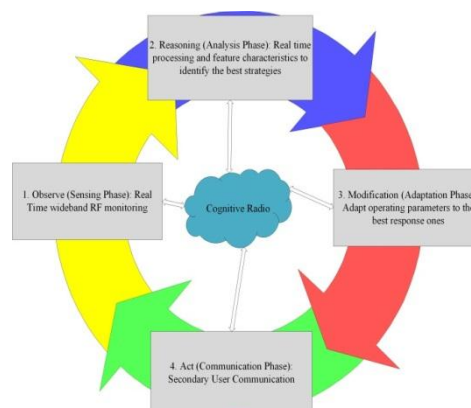 2. Reasoning (Analysis Phase): Real time
processing and feature characteristics to
identify the best strategies
1. Observe (Sensing Phase): Real
Time wideband RF monitoring
Cognitive Radio
3. Modification (Adaptation Phase
Adapt operating parameters to the
best response ones
4. Act (Communication Phase):
Secondary User Communication